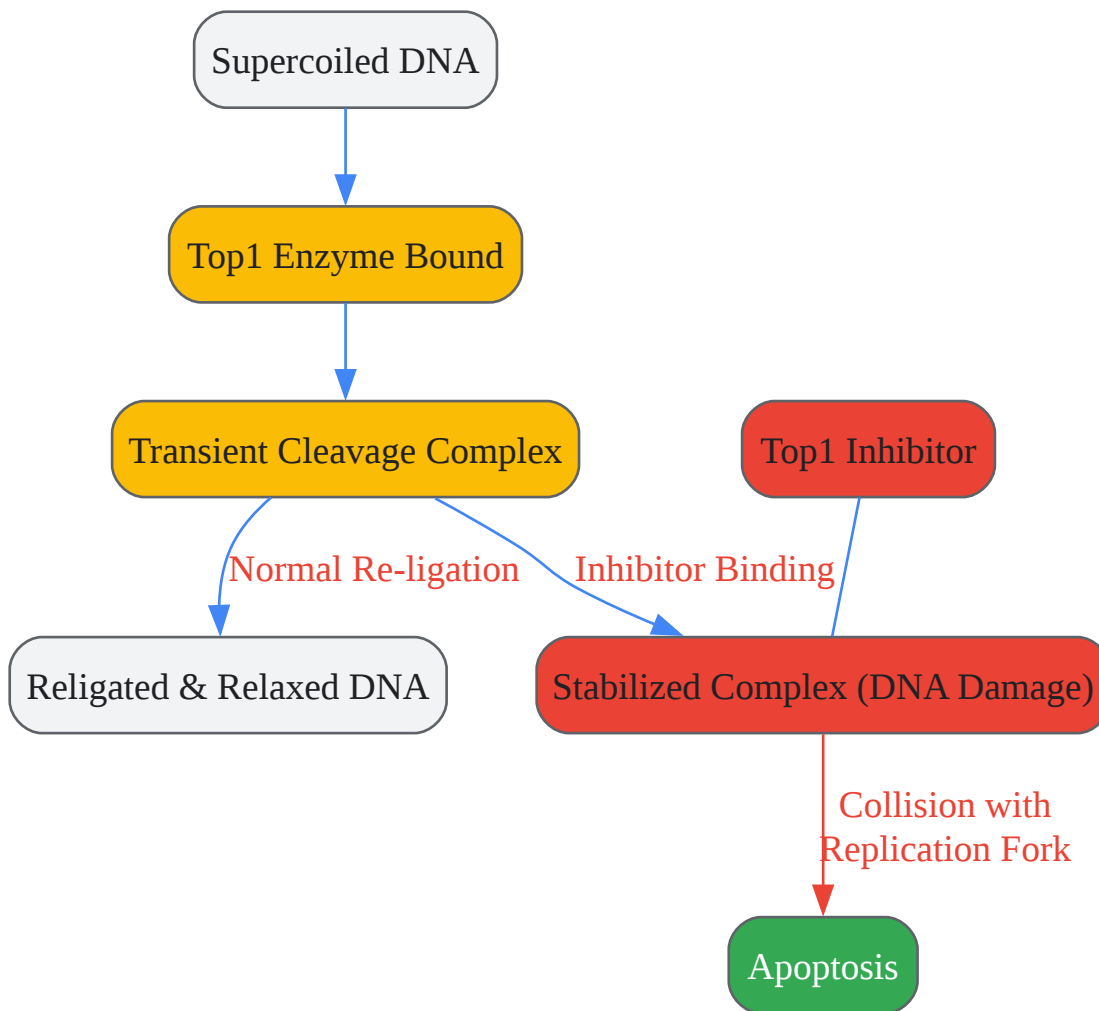 Supercoiled DNA
Top1 Enzyme Bound
Transient Cleavage Complex
Top1 Inhibitor
Normal Re-ligation
Inhibitor Binding
Religated & Relaxed DNA
Stabilized Complex (DNA Damage)
Collision with
Replication Fork
Apoptosis